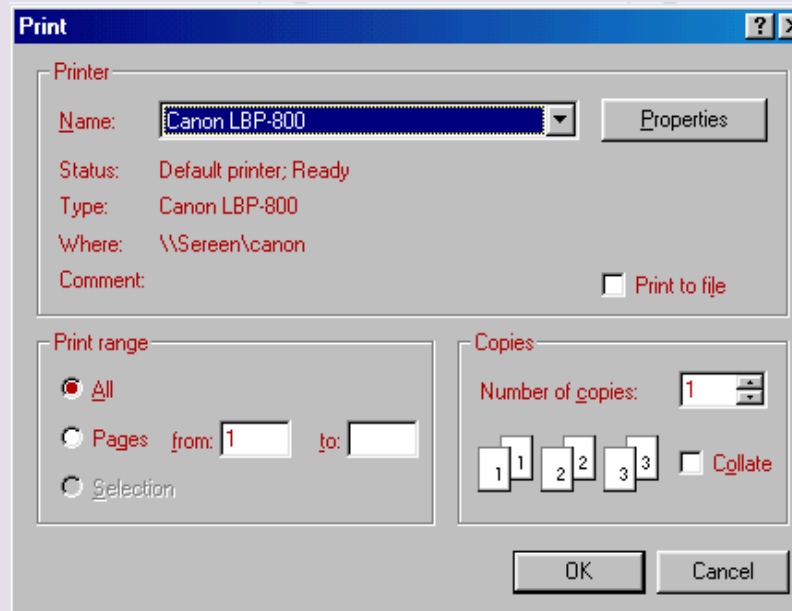 Print
Printer
Name: Canon LBP-800 Properties
Status: Default printer; Ready
Type: Canon LBP-800
Where: \\Sereen\canon
Comment: Print to file
Print range
All
Pages from: 1 to:
Selection
Copies
Number of copies: 1
1 1 2 2 3 3 Collate
OK Cancel